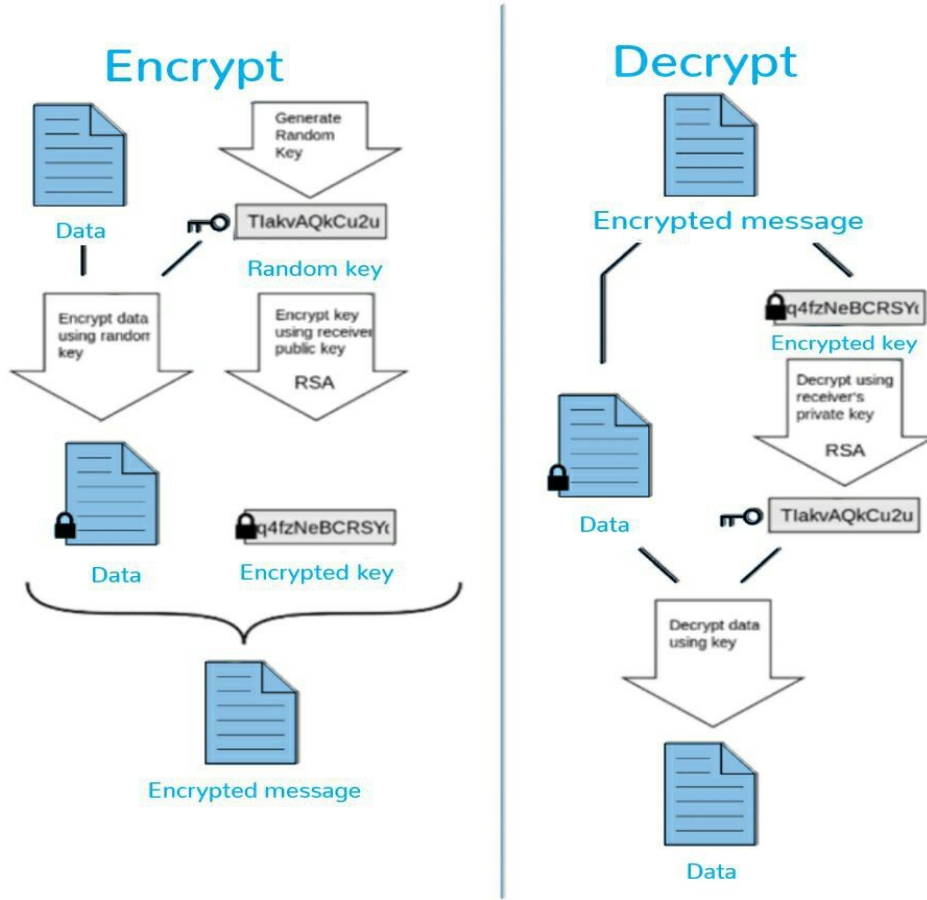 Encrypt
Generate
Random
Key
Data
TIakvAQkCu2u
Random key
Encrypt data
using random
key
Encrypt key
using receiver
public key
RSA
q4fzNeBCRSY
Data
Encrypted key
Encrypted message
Decrypt
Encrypted message
q4fzNeBCRSY
Encrypted key
Decrypt using
receiver's
private key
RSA
Data
TIakvAQkCu2u
Decrypt data
using key
Data